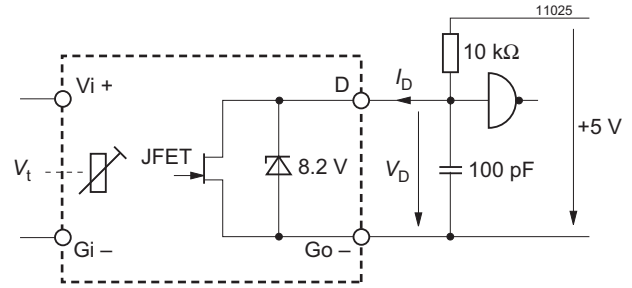 11025
10 kΩ
Vi +
D
I_D
+5 V
V_t
JFET
8.2 V
V_D
100 pF
Gi –
Go –